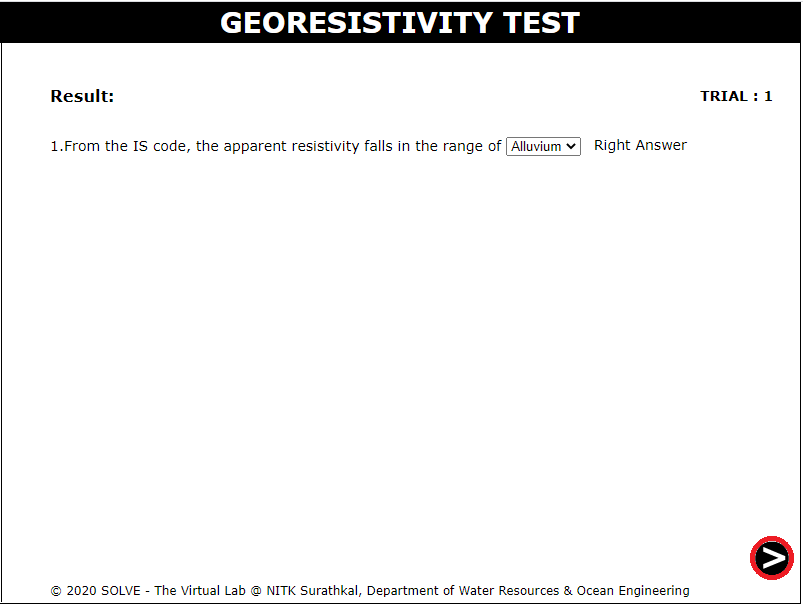 GEORESISTIVITY TEST
Result:
TRIAL : 1
1.From the IS code, the apparent resistivity falls in the range of Alluvium Right Answer
>
© 2020 SOLVE - The Virtual Lab @ NITK Surathkal, Department of Water Resources & Ocean Engineering